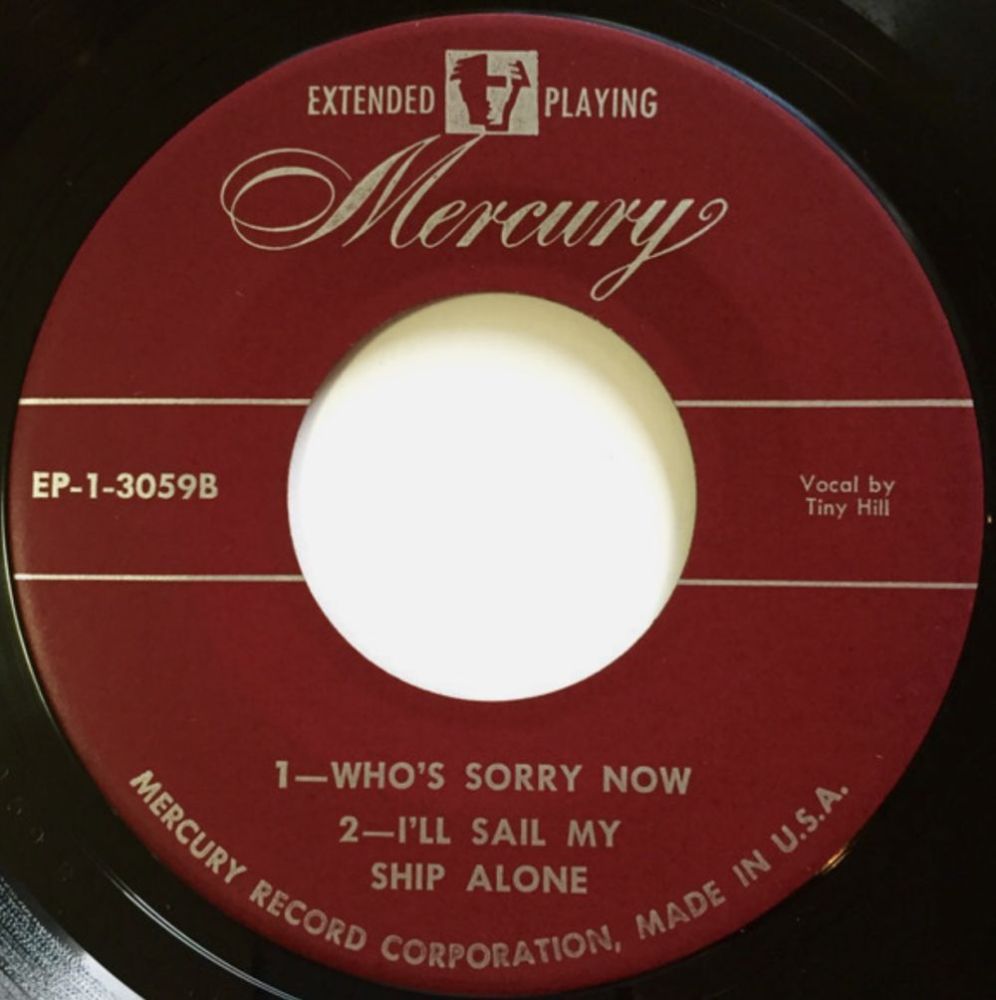 EXTENDED PLAYING
Mercury
EP-1-3059B
Vocal by
Tiny Hill
1—WHO'S SORRY NOW
2—I'LL SAIL MY
SHIP ALONE
MERCURY RECORD CORPORATION, MADE IN U.S.A.